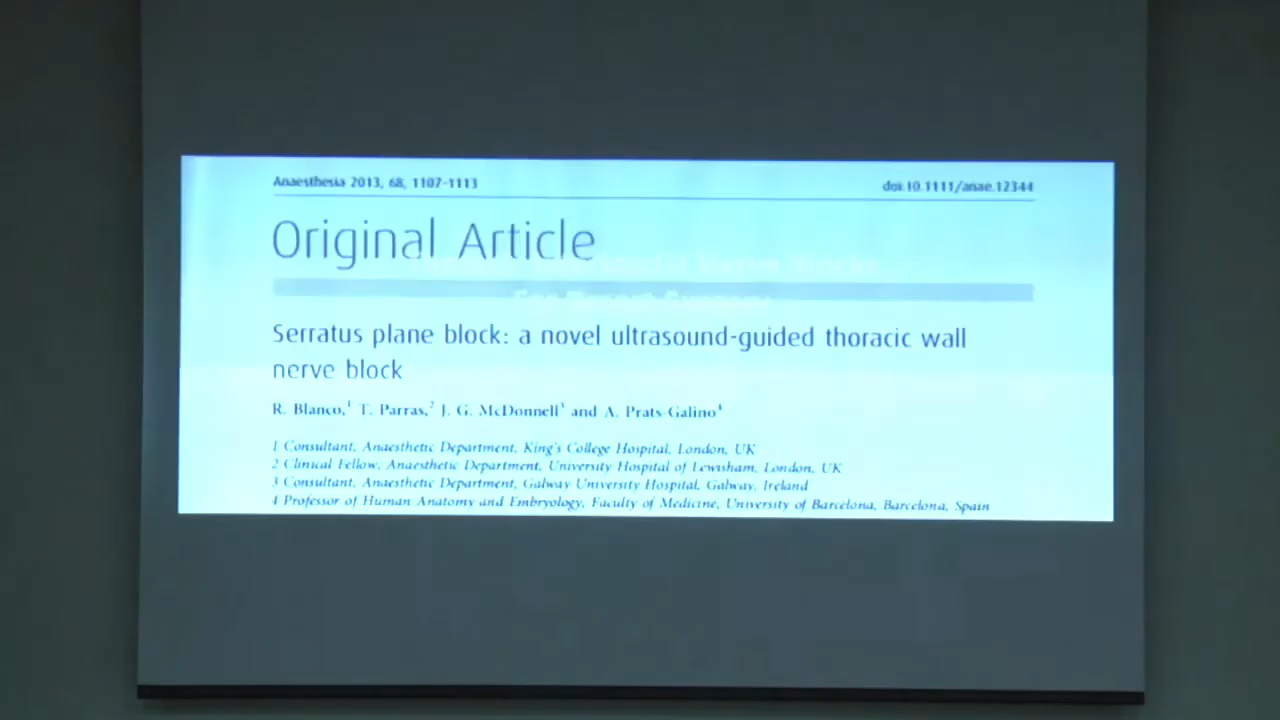 Anaesthesia 2013, 68, 1107–1113
doi:10.1111/anae.12344
Original Article
Serratus plane block: a novel ultrasound-guided thoracic wall
nerve block
R. Blanco,¹ T. Parras,² J. G. McDonnell³ and A. Prats-Galino⁴
1 Consultant, Anaesthetic Department, King's College Hospital, London, UK
2 Clinical Fellow, Anaesthetic Department, University Hospital of Lewisham, London, UK
3 Consultant, Anaesthetic Department, Galway University Hospital, Galway, Ireland
4 Professor of Human Anatomy and Embryology, Faculty of Medicine, University of Barcelona, Barcelona, Spain